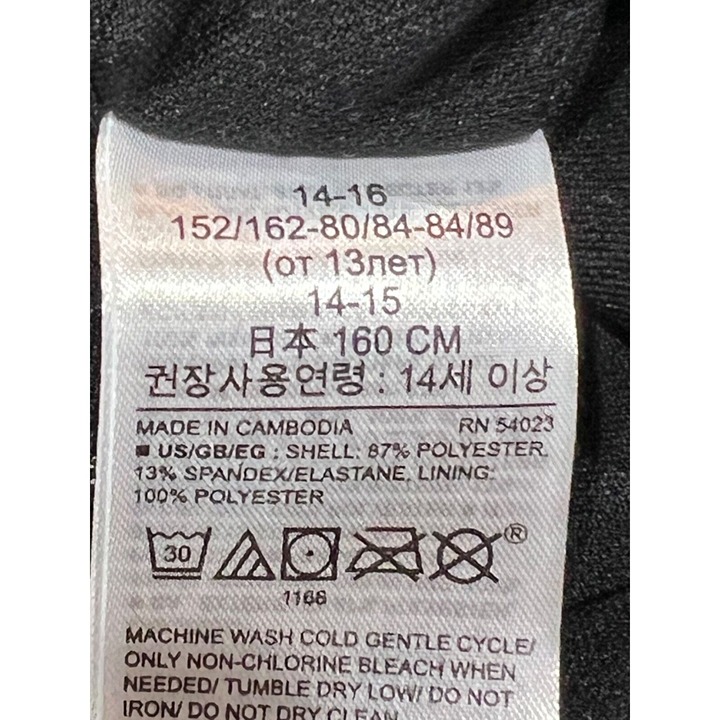 14-16
152/162-80/84-84/89
(от 13лет)
14-15
日本 160 CM
권장사용연령 : 14세 이상
MADE IN CAMBODIA RN 54023
■ US/GB/EG : SHELL: 87% POLYESTER,
13% SPANDEX/ELASTANE, LINING:
100% POLYESTER
30
®
1166
MACHINE WASH COLD GENTLE CYCLE/
ONLY NON-CHLORINE BLEACH WHEN
NEEDED/ TUMBLE DRY LOW/ DO NOT
IRON/ DO NOT DRY CLEAN